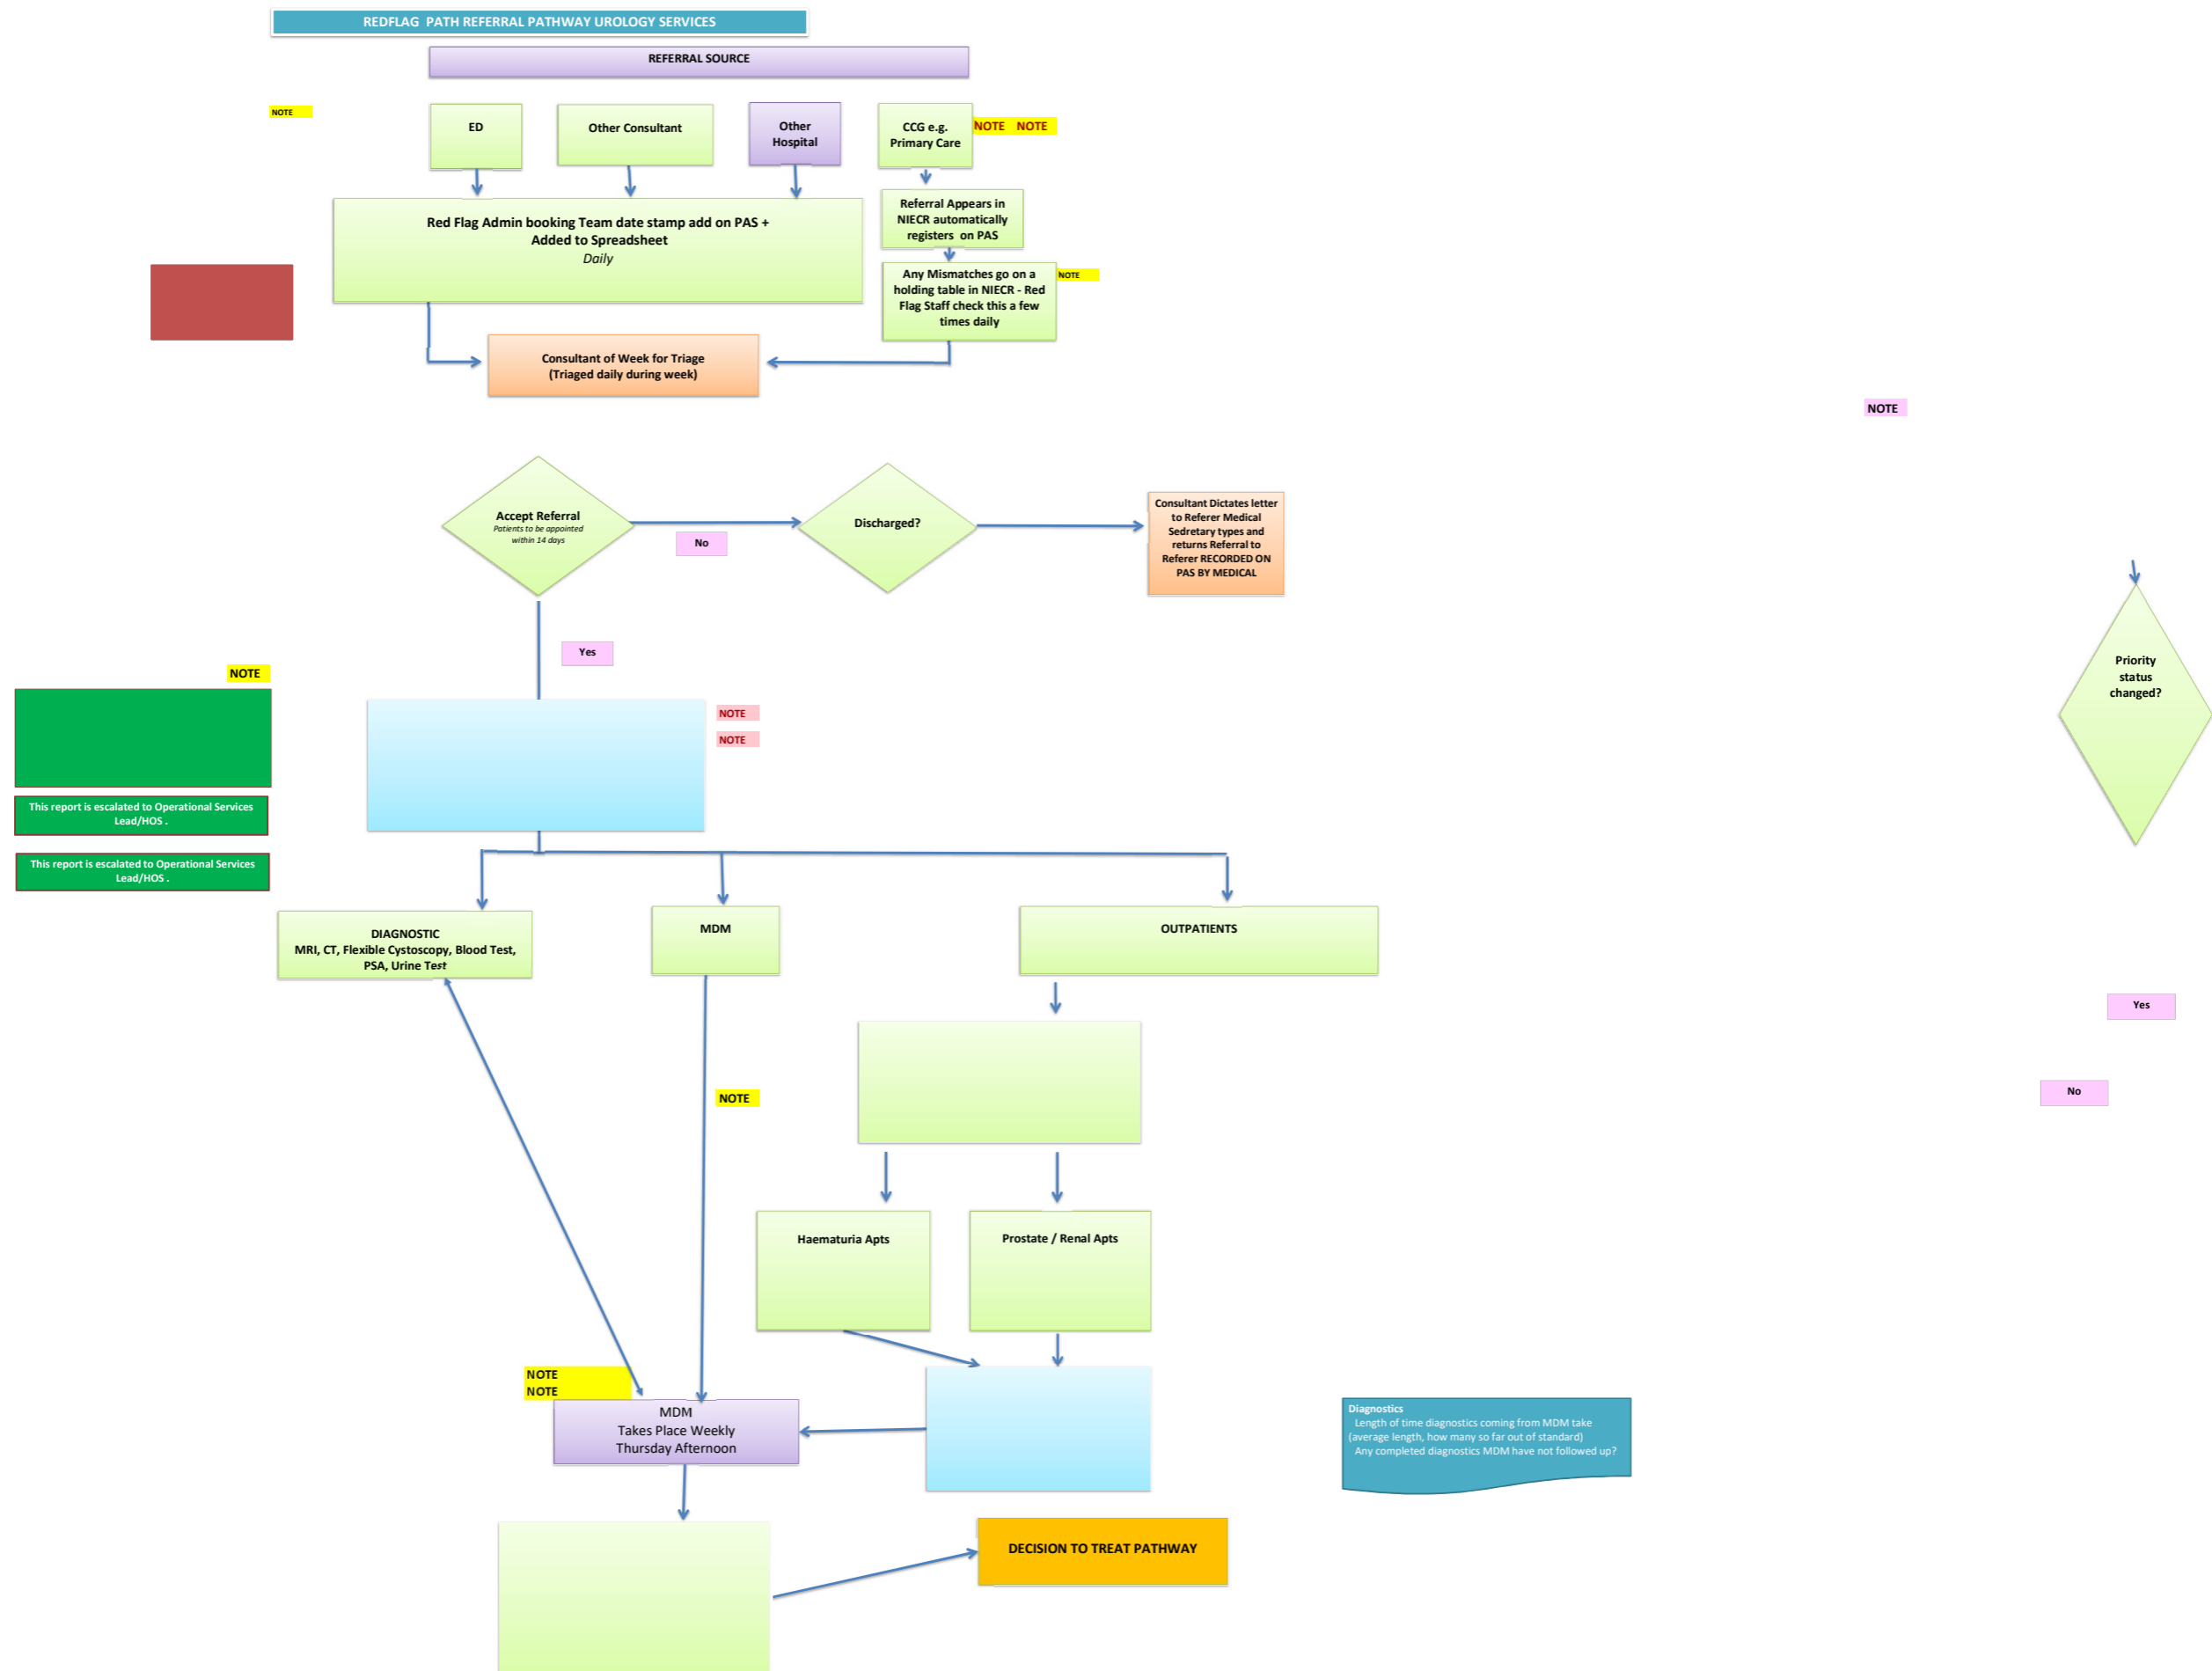 REDFLAG PATH REFERRAL PATHWAY UROLOGY SERVICES
REFERRAL SOURCE
NOTE
ED
Other Consultant
Other
Hospital
CCG e.g.
Primary Care
NOTE NOTE
Red Flag Admin booking Team date stamp add on PAS +
Added to Spreadsheet
Daily
Referral Appears in
NIECR automatically
registers on PAS
Any Mismatches go on a
holding table in NIECR - Red
Flag Staff check this a few
times daily
NOTE
Consultant of Week for Triage
(Triaged daily during week)
NOTE
Accept Referral
Patients to be appointed
within 14 days
No
Discharged?
Consultant Dictates letter
to Referer Medical
Sedretary types and
returns Referral to
Referer RECORDED ON
PAS BY MEDICAL
Yes
Priority
status
changed?
NOTE
NOTE
NOTE
This report is escalated to Operational Services
Lead/HOS .
This report is escalated to Operational Services
Lead/HOS .
DIAGNOSTIC
MRI, CT, Flexible Cystoscopy, Blood Test,
PSA, Urine Test
MDM
OUTPATIENTS
Yes
No
NOTE
Haematuria Apts
Prostate / Renal Apts
NOTE
NOTE
MDM
Takes Place Weekly
Thursday Afternoon
Diagnostics
Length of time diagnostics coming from MDM take
(average length, how many so far out of standard)
Any completed diagnostics MDM have not followed up?
DECISION TO TREAT PATHWAY